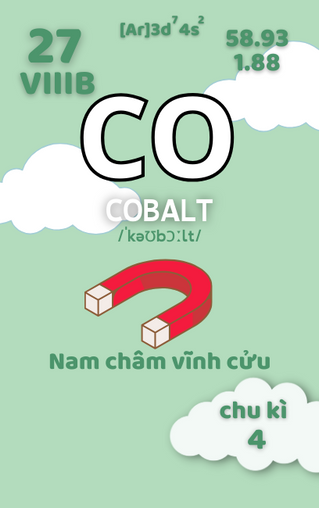 27
VIIIB
[Ar]3d⁷4s²
58.93
1.88
CO
COBALT
/ˈkəʊbɔːlt/
Nam châm vĩnh cửu
chu kì
4